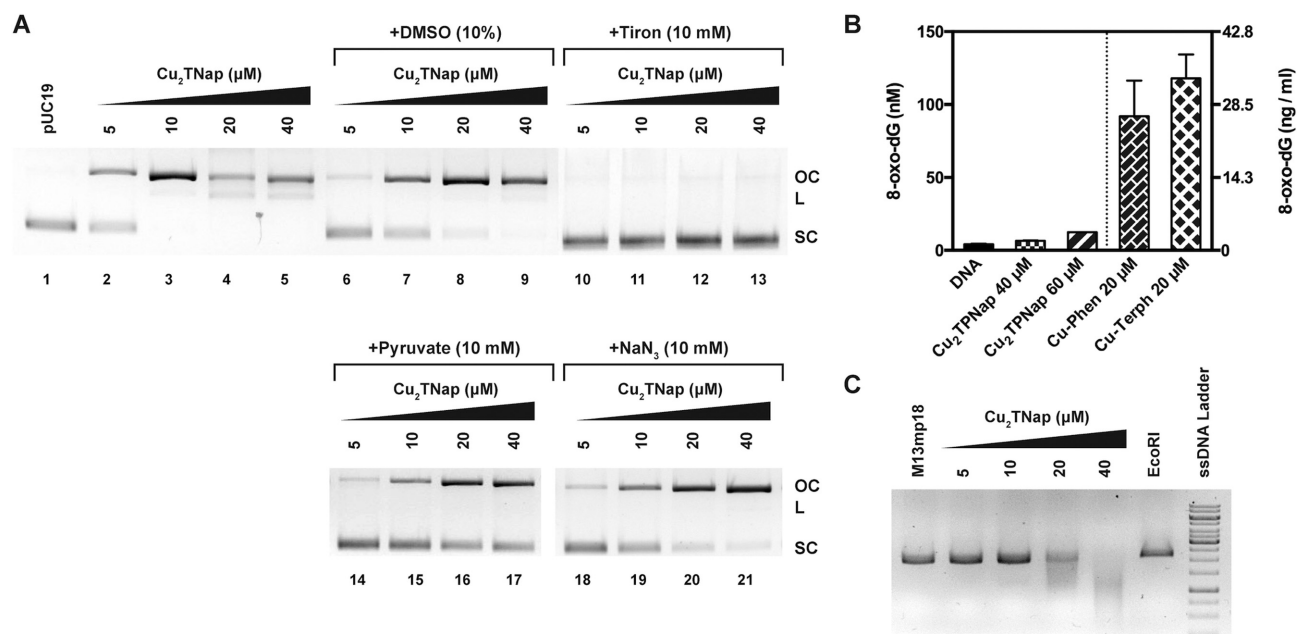 A
+DMSO (10%)
+Tiron (10 mM)
Cu₂TNap (µM)
Cu₂TNap (µM)
Cu₂TNap (µM)
pUC19
5 10 20 40
5 10 20 40
5 10 20 40
OC
L
SC
1 2 3 4 5 6 7 8 9 10 11 12 13
+Pyruvate (10 mM)
+NaN₃ (10 mM)
Cu₂TNap (µM)
Cu₂TNap (µM)
5 10 20 40
5 10 20 40
OC
L
SC
14 15 16 17 18 19 20 21
B
8-oxo-dG (nM)
150
100
50
0
42.8
28.5
14.3
0
8-oxo-dG (ng / ml)
DNA
Cu₂TPNap 40 µM
Cu₂TPNap 60 µM
Cu-Phen 20 µM
Cu-Terph 20 µM
C
M13mp18
Cu₂TNap (µM)
5 10 20 40
EcoRI
ssDNA Ladder